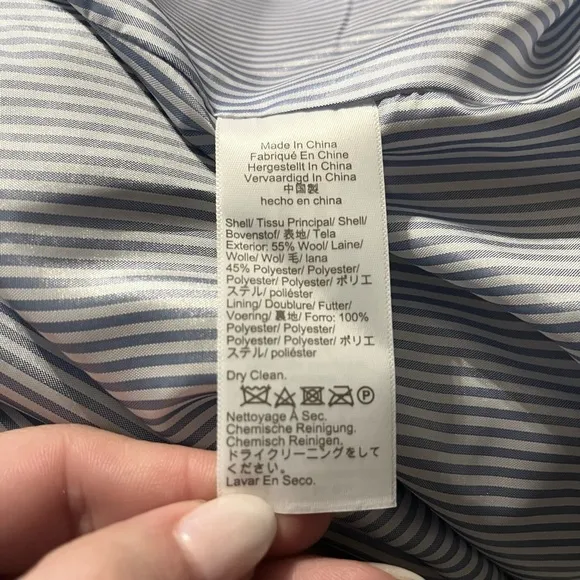 Made In China
Fabriqué En Chine
Hergestellt In China
Vervaardigd In China
中国製
hecho en china
Shell/ Tissu Principal/ Shell/
Bovenstof/ 表地/ Tela
Exterior: 55% Wool/ Laine/
Wolle/ Wol/ 毛/ lana
45% Polyester/ Polyester/
Polyester/ Polyester/ ポリエ
ステル/ poliéster
Lining/ Doublure/ Futter/
Voering/ 裏地/ Forro: 100%
Polyester/ Polyester/
Polyester/ Polyester/ ポリエ
ステル/ poliéster
Dry Clean.
P
Nettoyage À Sec.
Chemische Reinigung.
Chemisch Reinigen.
ドライクリーニングをして
ください。
Lavar En Seco.